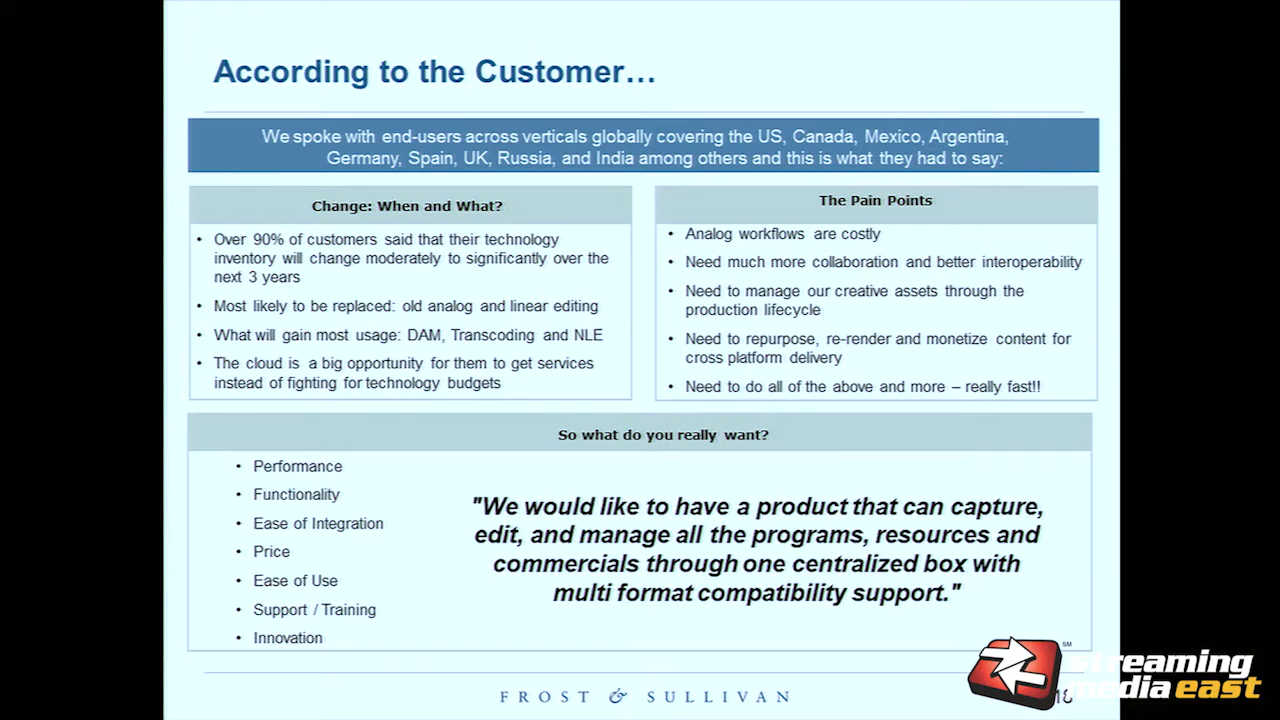 According to the Customer…
We spoke with end-users across verticals globally covering the US, Canada, Mexico, Argentina,
Germany, Spain, UK, Russia, and India among others and this is what they had to say:
Change: When and What?
• Over 90% of customers said that their technology
inventory will change moderately to significantly over the
next 3 years
• Most likely to be replaced: old analog and linear editing
• What will gain most usage: DAM, Transcoding and NLE
• The cloud is a big opportunity for them to get services
instead of fighting for technology budgets
The Pain Points
• Analog workflows are costly
• Need much more collaboration and better interoperability
• Need to manage our creative assets through the
production lifecycle
• Need to repurpose, re-render and monetize content for
cross platform delivery
• Need to do all of the above and more – really fast!!
So what do you really want?
• Performance
• Functionality
• Ease of Integration
• Price
• Ease of Use
• Support / Training
• Innovation
"We would like to have a product that can capture,
edit, and manage all the programs, resources and
commercials through one centralized box with
multi format compatibility support."
FROST & SULLIVAN
18
SM
streaming
media east